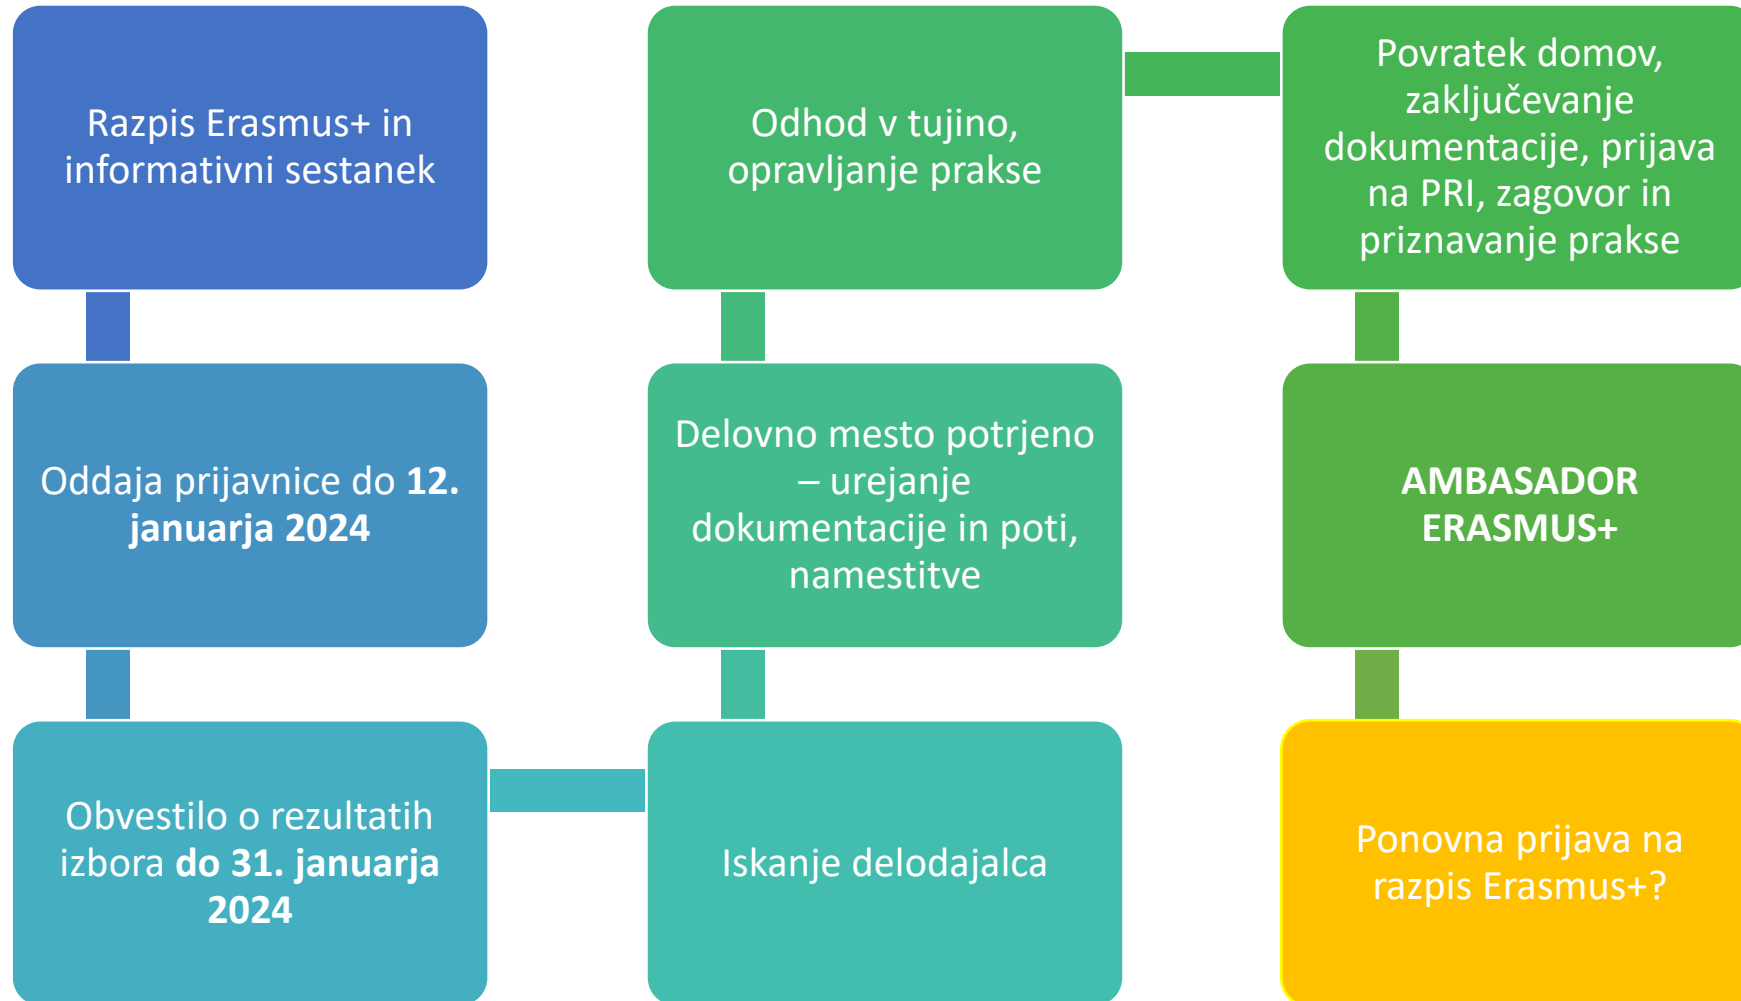 Razpis Erasmus+ in
informativni sestanek
Oddaja prijavnice do 12.
januarja 2024
Obvestilo o rezultatih
izbora do 31. januarja
2024
Iskanje delodajalca
Delovno mesto potrjeno
– urejanje
dokumentacije in poti,
namestitve
Odhod v tujino,
opravljanje prakse
Povratek domov,
zaključevanje
dokumentacije, prijava
na PRI, zagovor in
priznavanje prakse
AMBASADOR
ERASMUS+
Ponovna prijava na
razpis Erasmus+?